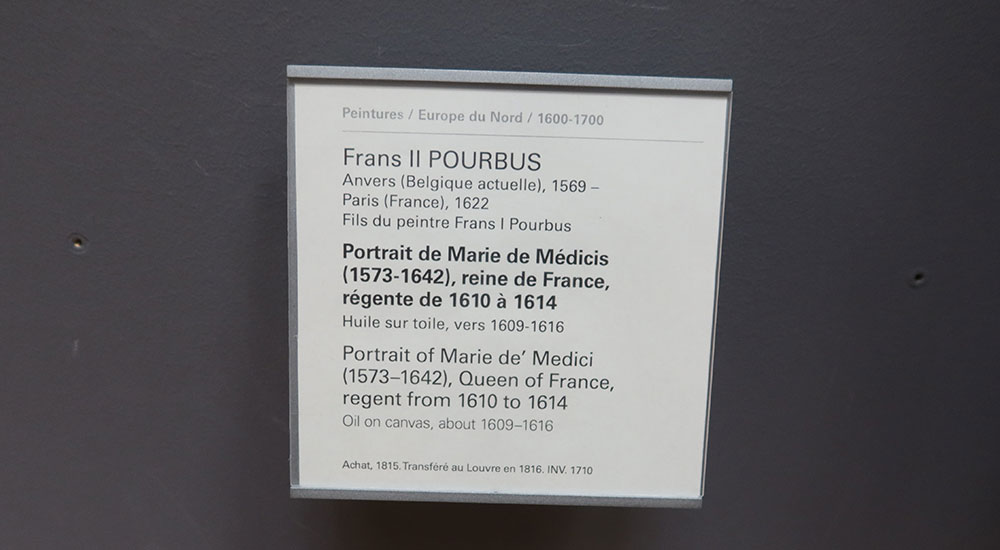 Peintures / Europe du Nord / 1600-1700
Frans II POURBUS
Anvers (Belgique actuelle), 1569 –
Paris (France), 1622
Fils du peintre Frans I Pourbus
Portrait de Marie de Médicis
(1573-1642), reine de France,
régente de 1610 à 1614
Huile sur toile, vers 1609-1616
Portrait of Marie de’ Medici
(1573–1642), Queen of France,
regent from 1610 to 1614
Oil on canvas, about 1609–1616
Achat, 1815. Transféré au Louvre en 1816. INV. 1710